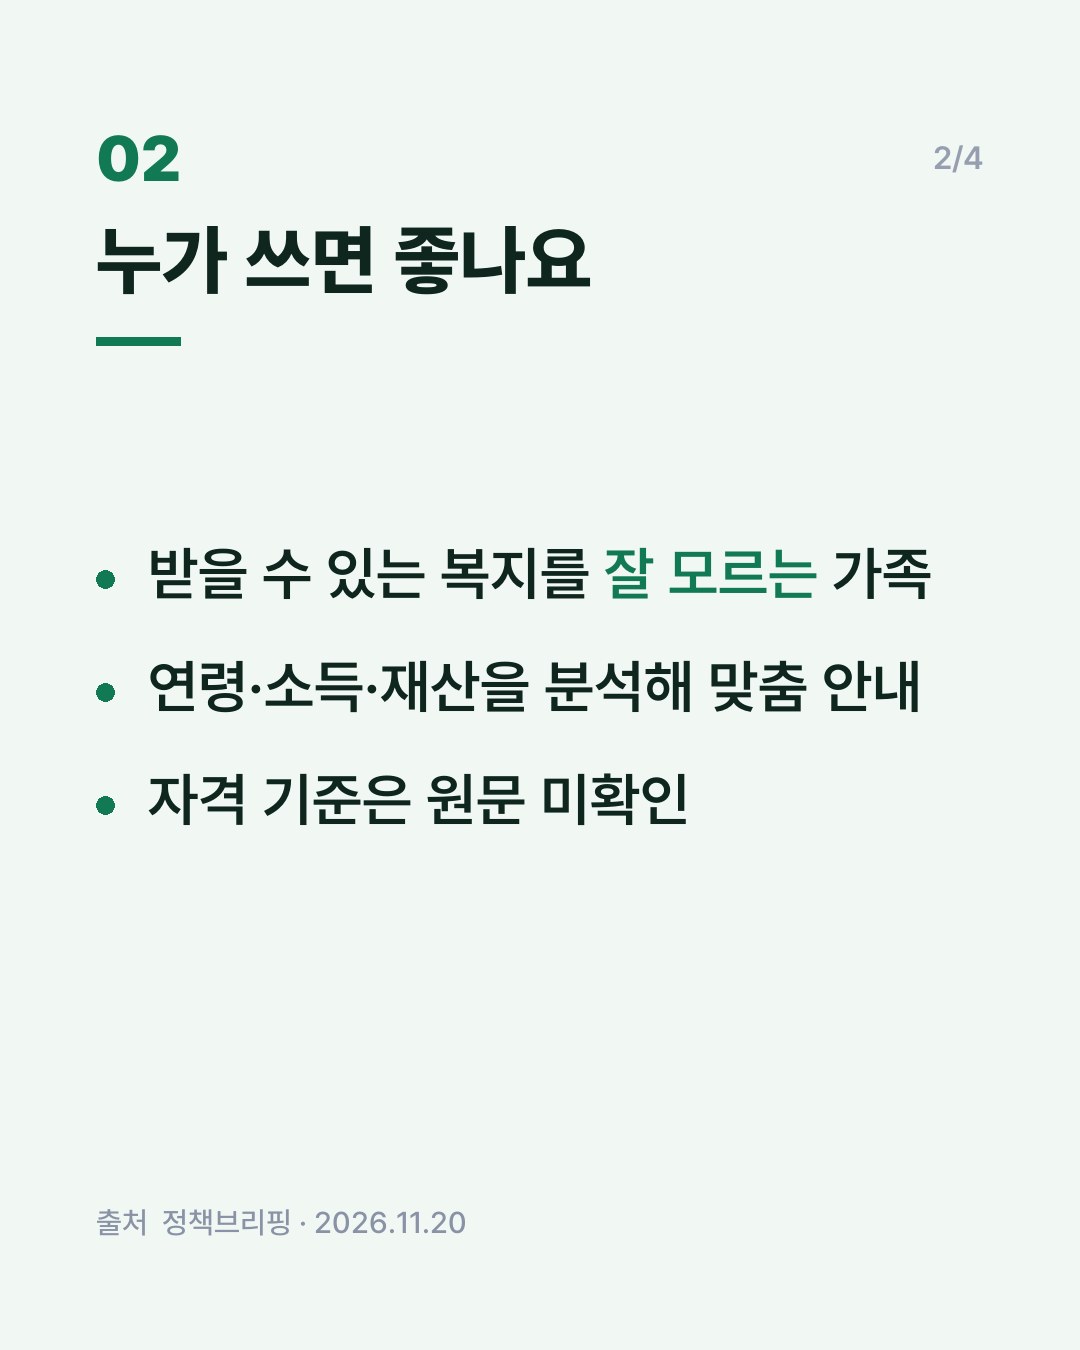 02
2/4
누가 쓰면 좋나요
• 받을 수 있는 복지를 잘 모르는 가족
• 연령·소득·재산을 분석해 맞춤 안내
• 자격 기준은 원문 미확인
출처 정책브리핑 · 2026.11.20